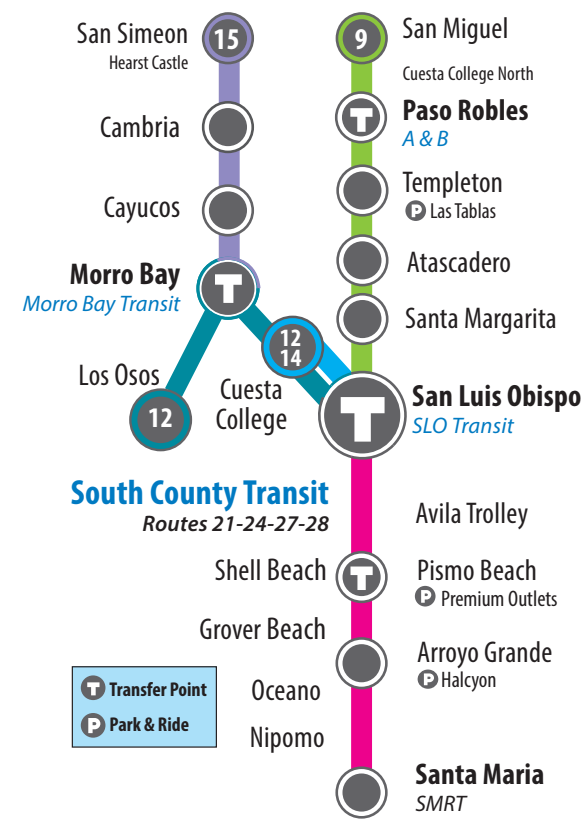 15
San Simeon
Hearst Castle
Cambria
Cayucos
Morro Bay
Morro Bay Transit
T
Los Osos
12
12
14
Cuesta
College
9
San Miguel
Cuesta College North
T
Paso Robles
A & B
Templeton
P Las Tablas
Atascadero
Santa Margarita
T
San Luis Obispo
SLO Transit
South County Transit
Routes 21-24-27-28
Avila Trolley
Shell Beach
T
Pismo Beach
P Premium Outlets
Grover Beach
Arroyo Grande
P Halcyon
Oceano
Nipomo
Santa Maria
SMRT
T Transfer Point
P Park & Ride